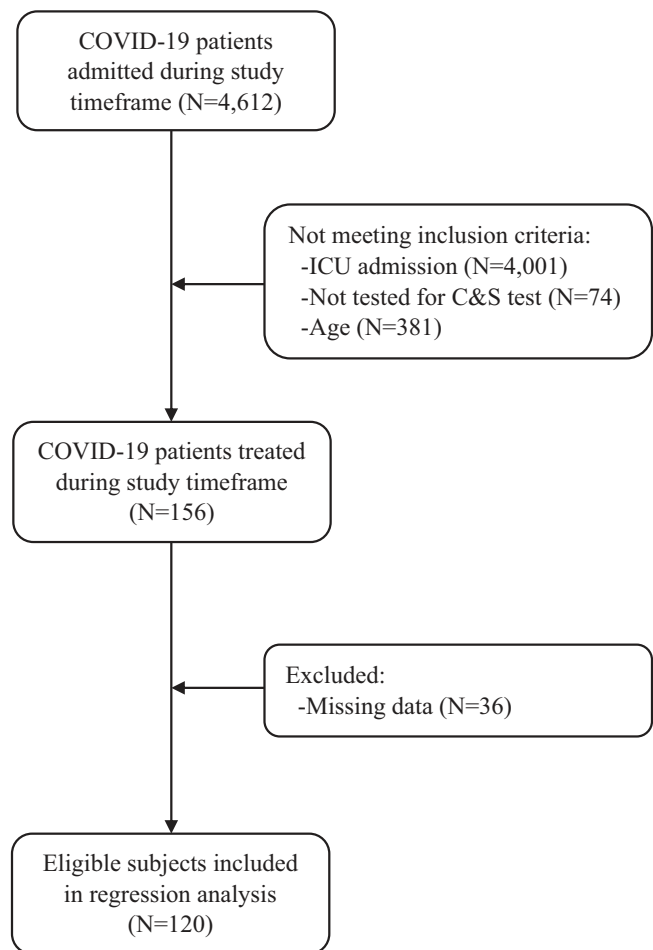 COVID-19 patients
admitted during study
timeframe (N=4,612)
Not meeting inclusion criteria:
-ICU admission (N=4,001)
-Not tested for C&S test (N=74)
-Age (N=381)
COVID-19 patients treated
during study timeframe
(N=156)
Excluded:
-Missing data (N=36)
Eligible subjects included
in regression analysis
(N=120)